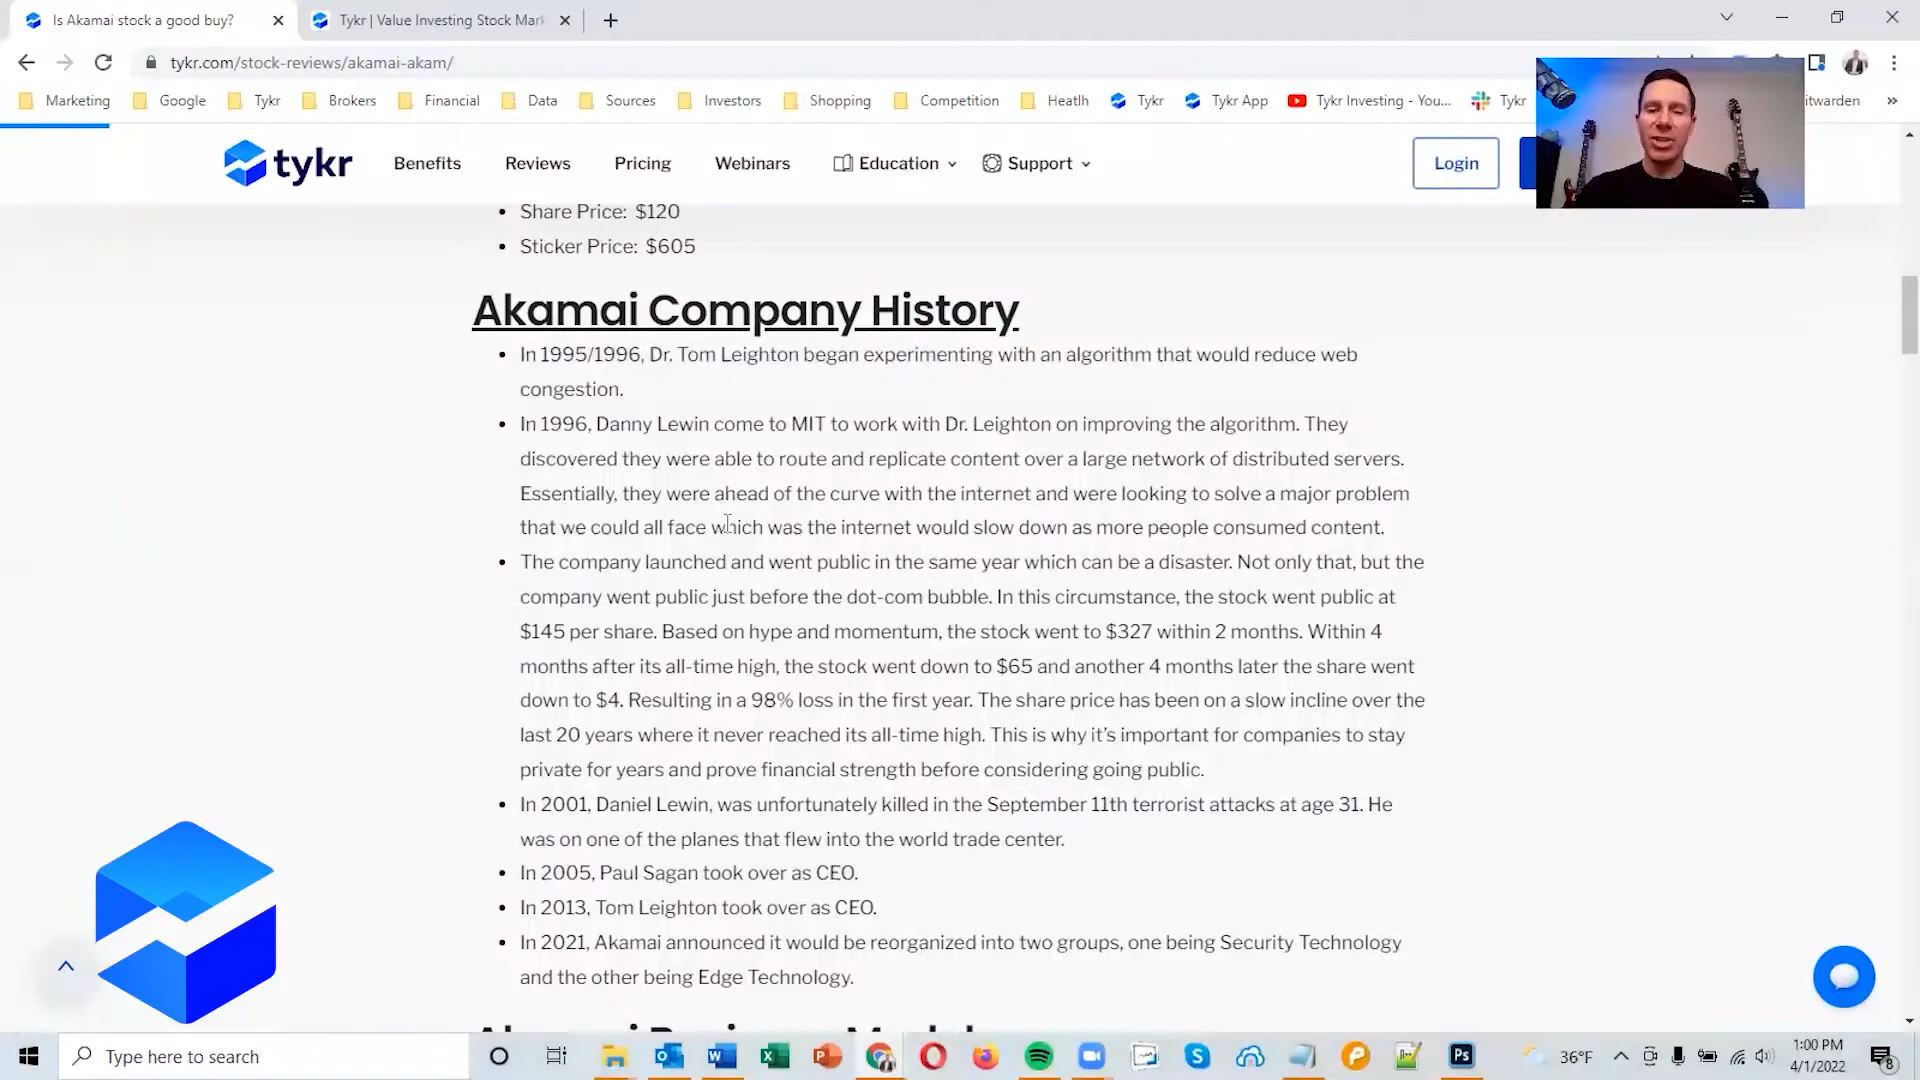 Is Akamai stock a good buy?
Tykr | Value Investing Stock Mar
tykr.com/stock-reviews/akamai-akam/
Marketing Google Tykr Brokers Financial Data Sources Investors Shopping Competition Heatlh Tykr Tykr App Tykr Investing - You... Tykr itwarden »
tykr Benefits Reviews Pricing Webinars Education Support Login
• Share Price: $120
• Sticker Price: $605
Akamai Company History
• In 1995/1996, Dr. Tom Leighton began experimenting with an algorithm that would reduce web
congestion.
• In 1996, Danny Lewin come to MIT to work with Dr. Leighton on improving the algorithm. They
discovered they were able to route and replicate content over a large network of distributed servers.
Essentially, they were ahead of the curve with the internet and were looking to solve a major problem
that we could all face which was the internet would slow down as more people consumed content.
• The company launched and went public in the same year which can be a disaster. Not only that, but the
company went public just before the dot-com bubble. In this circumstance, the stock went public at
$145 per share. Based on hype and momentum, the stock went to $327 within 2 months. Within 4
months after its all-time high, the stock went down to $65 and another 4 months later the share went
down to $4. Resulting in a 98% loss in the first year. The share price has been on a slow incline over the
last 20 years where it never reached its all-time high. This is why it's important for companies to stay
private for years and prove financial strength before considering going public.
• In 2001, Daniel Lewin, was unfortunately killed in the September 11th terrorist attacks at age 31. He
was on one of the planes that flew into the world trade center.
• In 2005, Paul Sagan took over as CEO.
• In 2013, Tom Leighton took over as CEO.
• In 2021, Akamai announced it would be reorganized into two groups, one being Security Technology
and the other being Edge Technology.
Type here to search
36°F
1:00 PM
4/1/2022
8